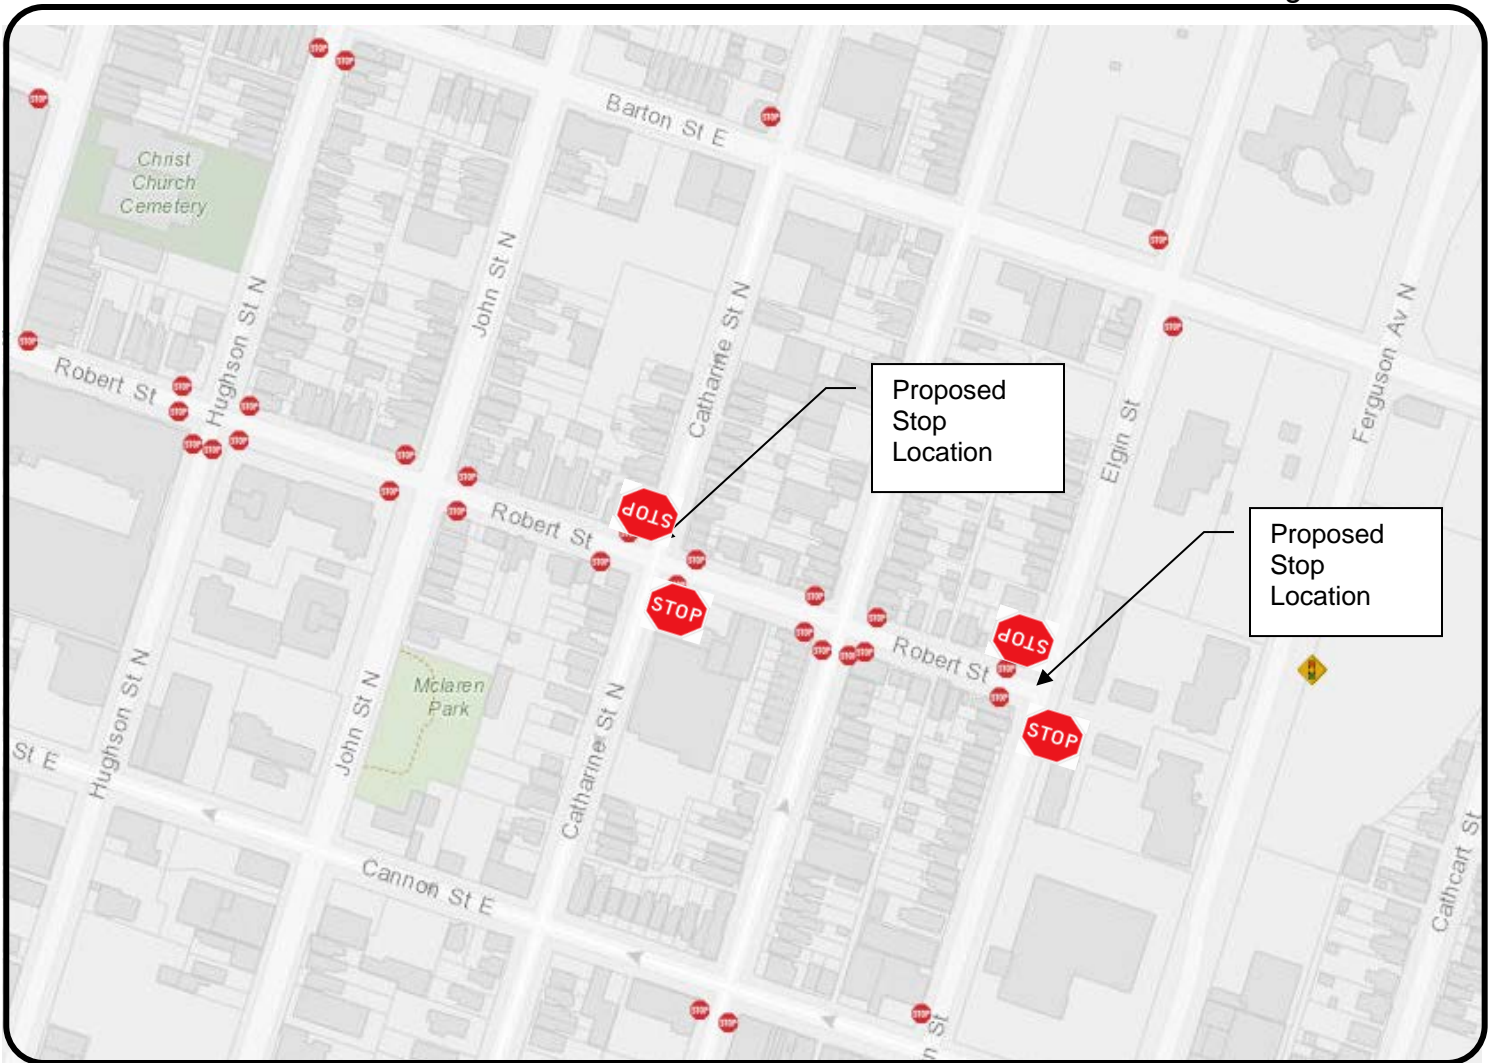 g
Barton St E
Christ
Church
Cemetery
John St N
Hughson St N
Catharine St N
Ferguson Av N
Robert St
Proposed
Stop
Location
Elgin St
STOP
Robert St
Proposed
Stop
Location
STOP
STOP
Robert St
Mclaren
Park
STOP
Hughson St N
John St N
Catharine St N
St E
Cannon St E
Cathcart St
n St